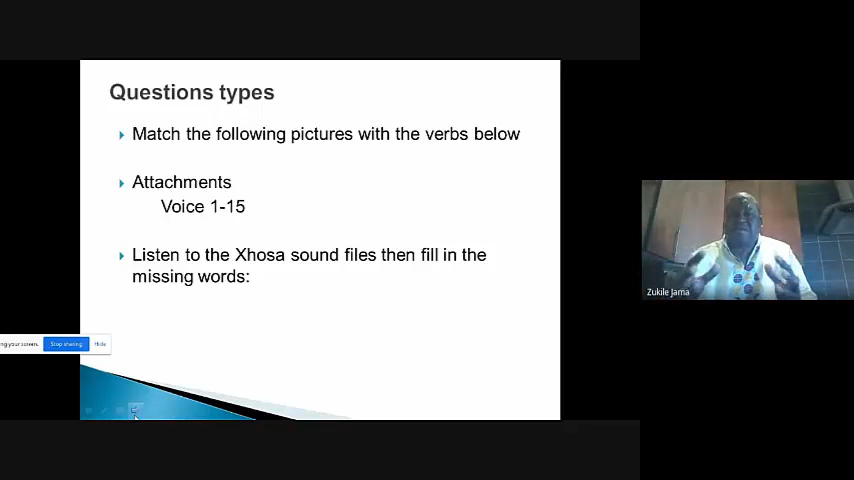 Questions types
Match the following pictures with the verbs below
Attachments
Voice 1-15
Listen to the Xhosa sound files then fill in the
missing words:
ng your screen. Stop sharing Hide
Zukile Jama